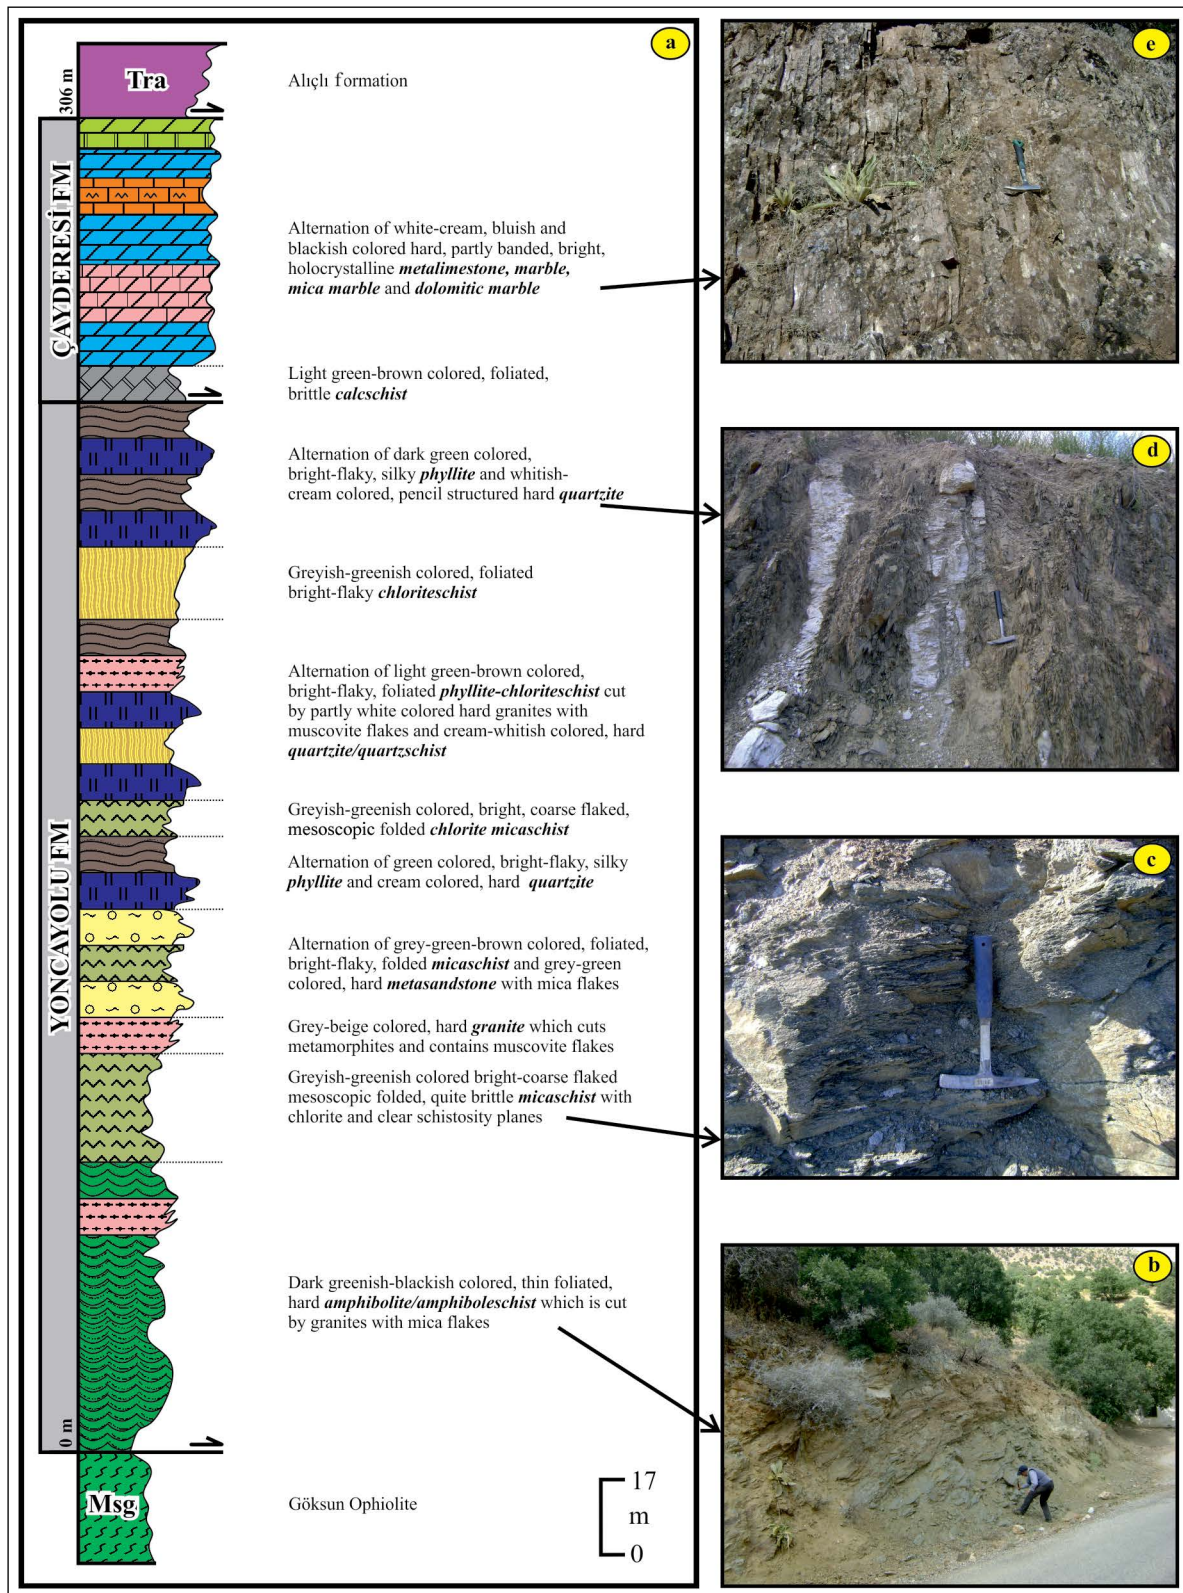 a
306 m
Tra
Alıçlı formation
ÇAYDERESİ FM
Alternation of white-cream, bluish and
blackish colored hard, partly banded, bright,
holocrystalline metalimestone, marble,
mica marble and dolomitic marble
Light green-brown colored, foliated,
brittle calcschist
YONCAYOLU FM
Alternation of dark green colored,
bright-flaky, silky phyllite and whitish-
cream colored, pencil structured hard quartzite
Greyish-greenish colored, foliated
bright-flaky chloriteschist
Alternation of light green-brown colored,
bright-flaky, foliated phyllite-chloriteschist cut
by partly white colored hard granites with
muscovite flakes and cream-whitish colored, hard
quartzite/quartzschist
Greyish-greenish colored, bright, coarse flaked,
mesoscopic folded chlorite micaschist
Alternation of green colored, bright-flaky, silky
phyllite and cream colored, hard quartzite
Alternation of grey-green-brown colored, foliated,
bright-flaky, folded micaschist and grey-green
colored, hard metasandstone with mica flakes
Grey-beige colored, hard granite which cuts
metamorphites and contains muscovite flakes
Greyish-greenish colored bright-coarse flaked
mesoscopic folded, quite brittle micaschist with
chlorite and clear schistosity planes
Dark greenish-blackish colored, thin foliated,
hard amphibolite/amphiboleschist which is cut
by granites with mica flakes
0 m
Msg
Göksun Ophiolite
17
m
0
e
d
c
b